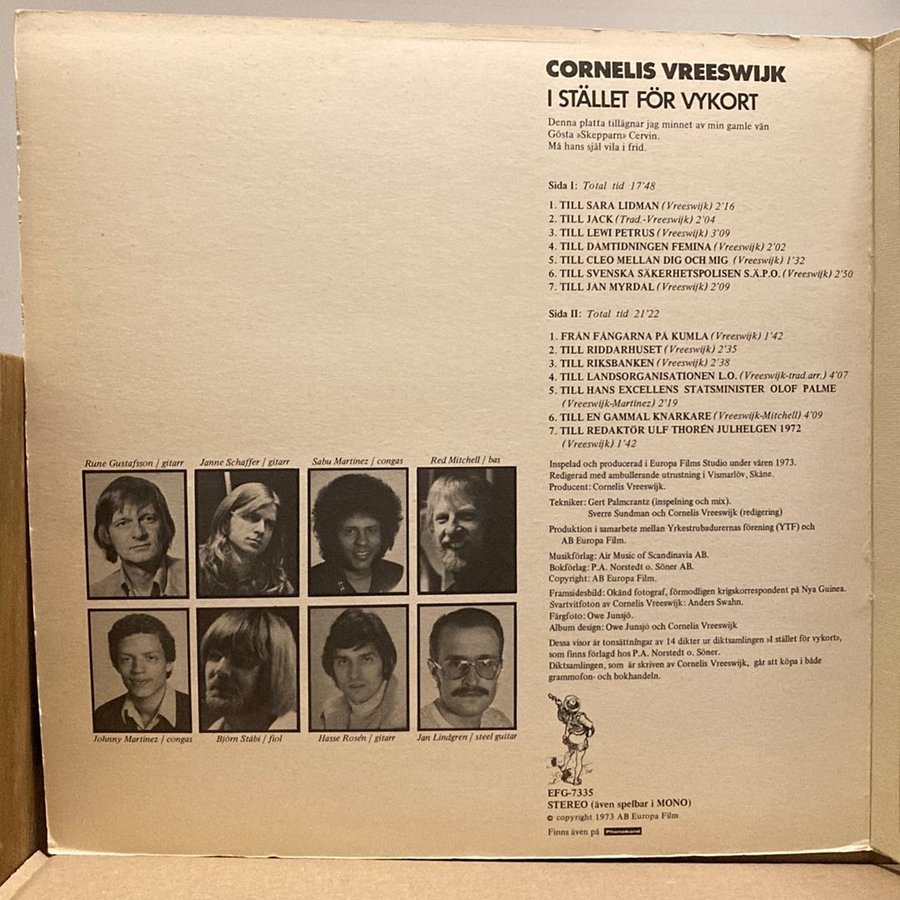 CORNELIS VREESWIJK
I STÄLLET FÖR VYKORT
Denna platta tillägnar jag minnet av min gamle vän
Gösta »Skepparn» Cervin.
Må hans själ vila i frid.
Sida I: Total tid 17'48
1. TILL SARA LIDMAN (Vreeswijk) 2'16
2. TILL JACK (Trad.-Vreeswijk) 2'04
3. TILL LEWI PETRUS (Vreeswijk) 3'09
4. TILL DAMTIDNINGEN FEMINA (Vreeswijk) 2'02
5. TILL CLEO MELLAN DIG OCH MIG (Vreeswijk) 1'32
6. TILL SVENSKA SÄKERHETSPOLISEN S.Ä.P.O. (Vreeswijk) 2'50
7. TILL JAN MYRDAL (Vreeswijk) 2'09
Sida II: Total tid 21'22
1. FRÅN FÅNGARNA PÅ KUMLA (Vreeswijk) 1'42
2. TILL RIDDARHUSET (Vreeswijk) 2'35
3. TILL RIKSBANKEN (Vreeswijk) 2'38
4. TILL LANDSORGANISATIONEN L.O. (Vreeswijk-trad.arr.) 4'07
5. TILL HANS EXCELLENS STATSMINISTER OLOF PALME
(Vreeswijk-Martinez) 2'19
6. TILL EN GAMMAL KNARKARE (Vreeswijk-Mitchell) 4'09
7. TILL REDAKTÖR ULF THORÉN JULHELGEN 1972
(Vreeswijk) 1'42
Inspelad och producerad i Europa Films Studio under våren 1973.
Redigerad med ambullerande utrustning i Vismarlöv, Skåne.
Producent: Cornelis Vreeswijk.
Tekniker: Gert Palmcrantz (inspelning och mix).
Sverre Sundman och Cornelis Vreeswijk (redigering)
Produktion i samarbete mellan Yrkestrubadurernas förening (YTF) och
AB Europa Film.
Musikförlag: Air Music of Scandinavia AB.
Bokförlag: P.A. Norstedt o. Söner AB.
Copyright: AB Europa Film.
Framsidesbild: Okänd fotograf, förmodligen krigskorrespondent på Nya Guinea.
Svartvitfoton av Cornelis Vreeswijk: Anders Swahn.
Färgfoto: Owe Junsjö.
Album design: Owe Junsjö och Cornelis Vreeswijk
Dessa visor är tonsättningar av 14 dikter ur diktsamlingen »I stället för vykort»,
som finns förlagd hos P.A. Norstedt o. Söner.
Diktsamlingen, som är skriven av Cornelis Vreeswijk, går att köpa i både
grammofon- och bokhandeln.
EFG-7335
STEREO (även spelbar i MONO)
© copyright 1973 AB Europa Film
Finns även på Phonoband
Rune Gustafsson / gitarr
Janne Schaffer / gitarr
Sabu Martinez / congas
Red Mitchell / bas
Johnny Martinez / congas
Björn Ståbi / fiol
Hasse Rosén / gitarr
Jan Lindgren / steel guitar